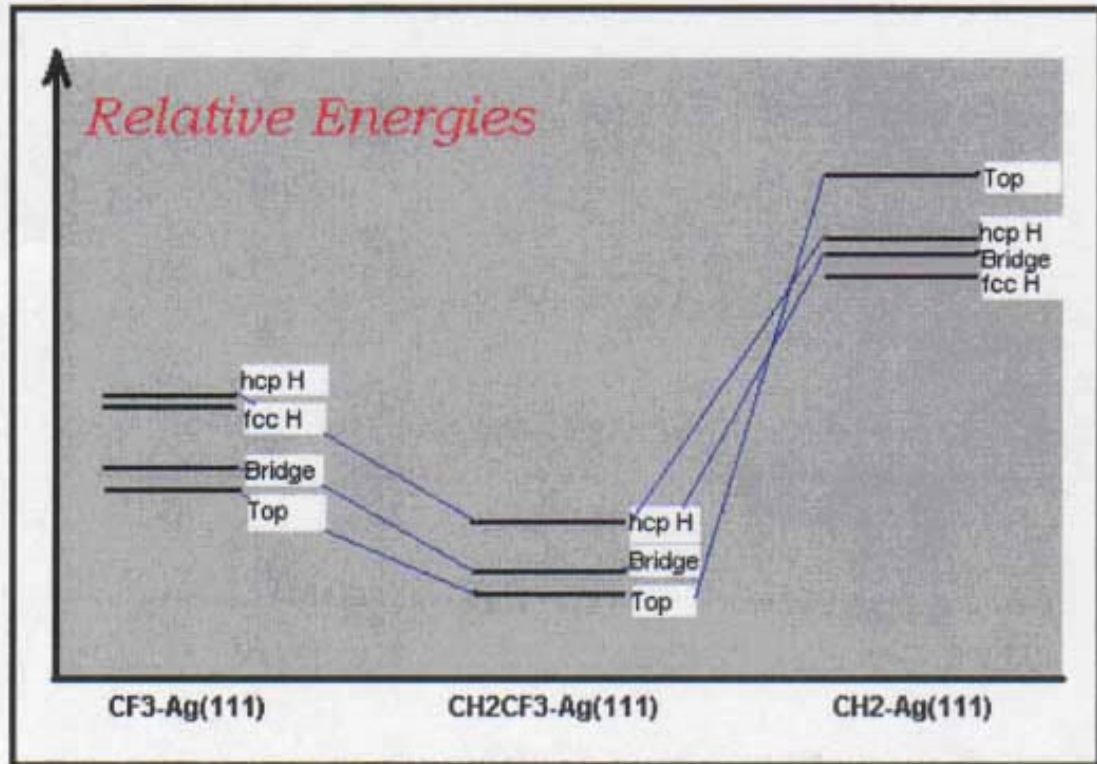 Relative Energies
Top
hcp H
Bridge
fcc H
hcp H
fcc H
Bridge
Top
hcp H
Bridge
Top
CF3-Ag(111)
CH2CF3-Ag(111)
CH2-Ag(111)